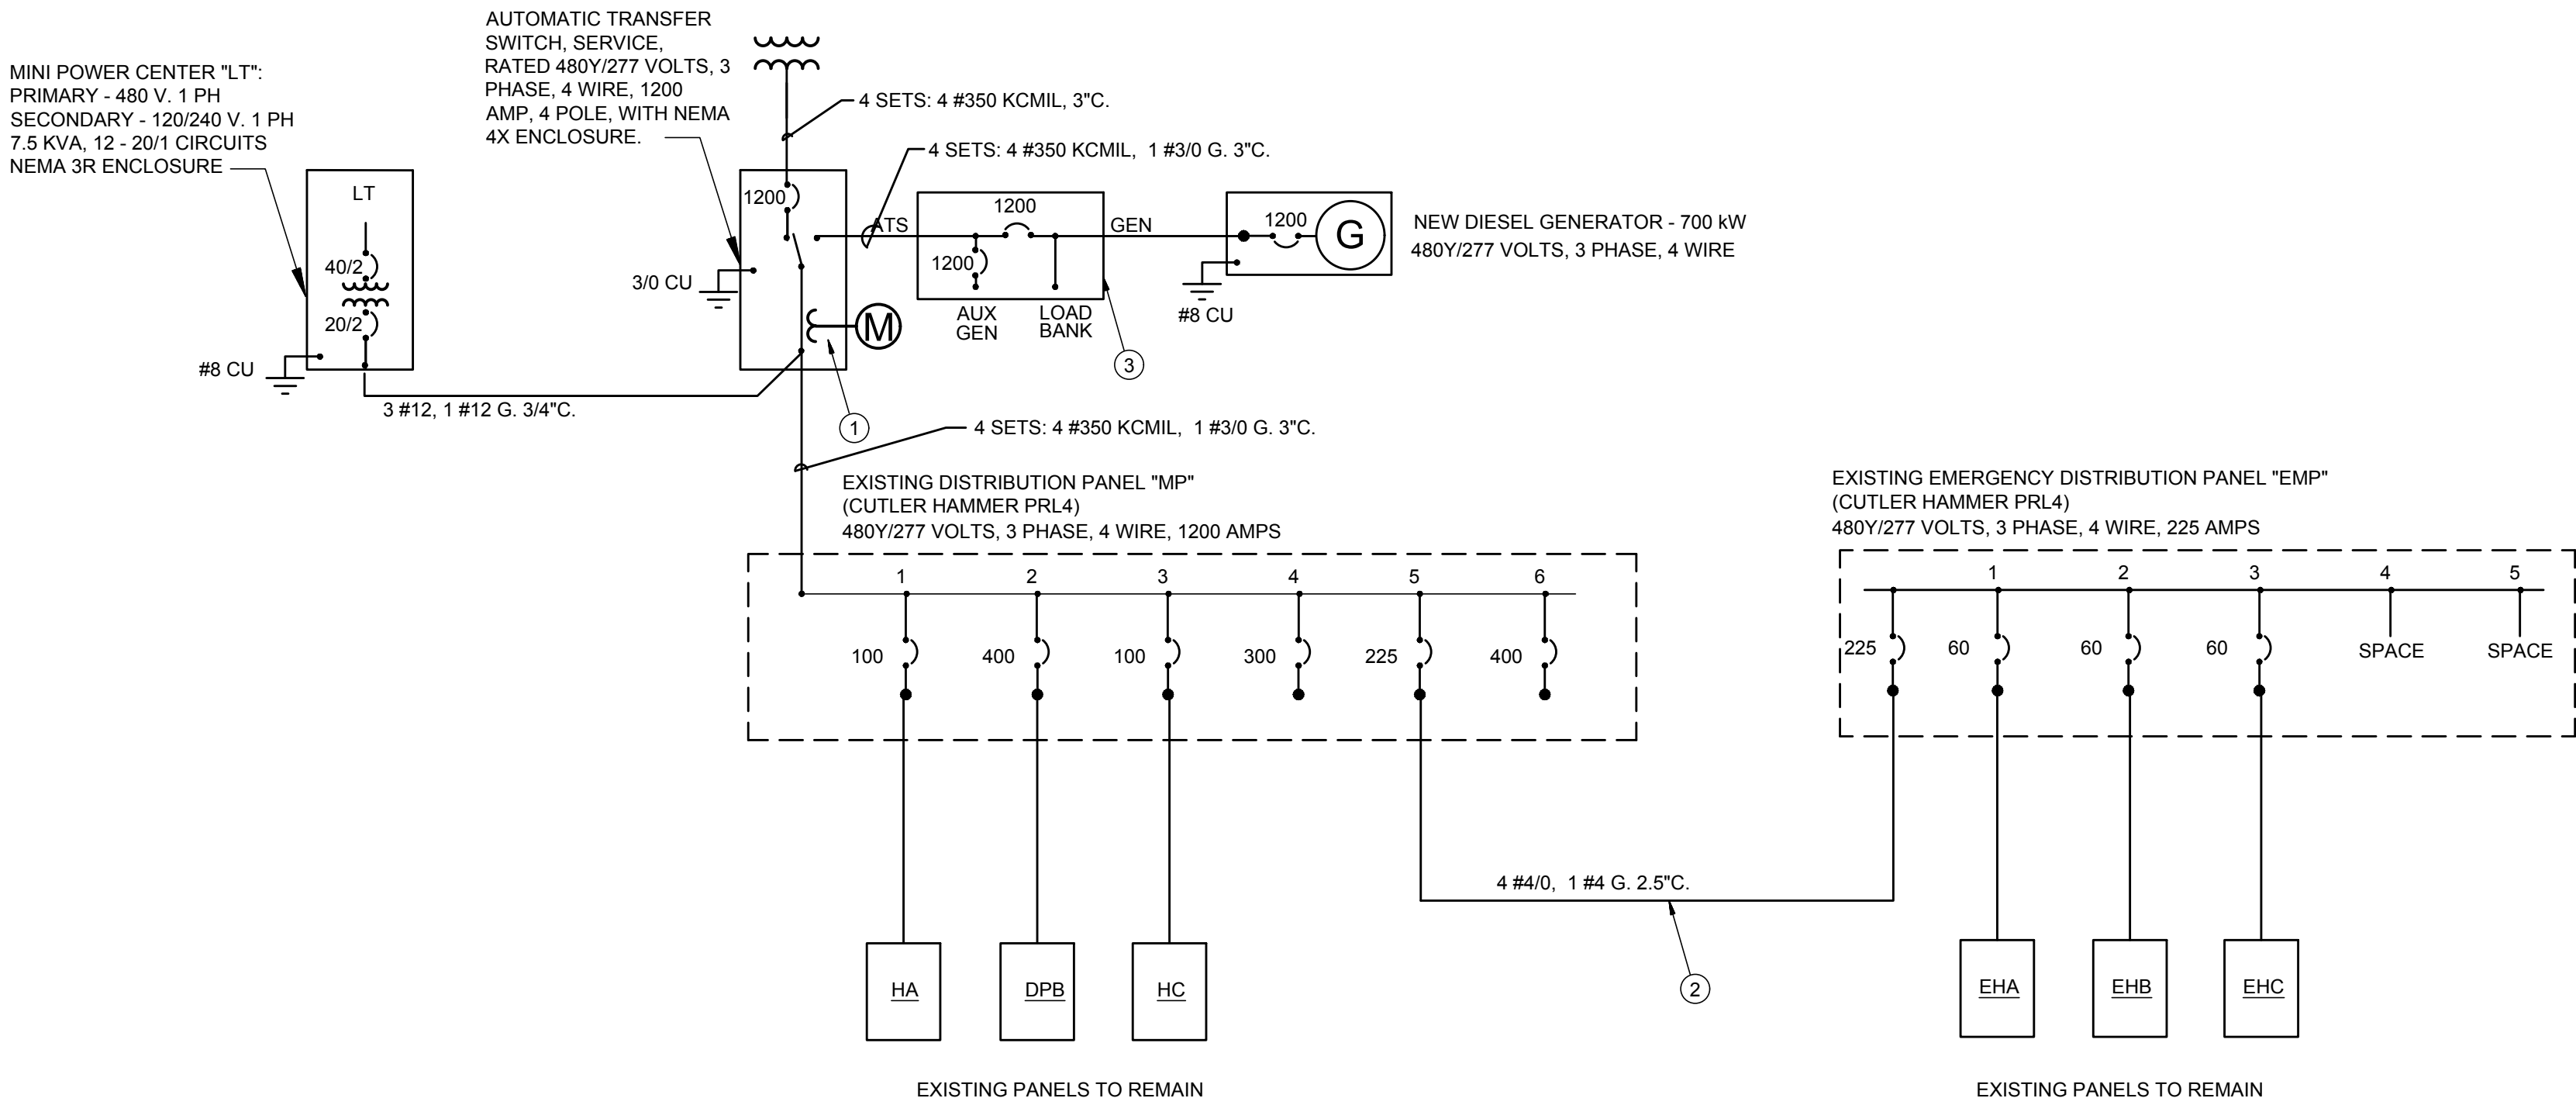 MINI POWER CENTER "LT":
PRIMARY - 480 V. 1 PH
SECONDARY - 120/240 V. 1 PH
7.5 KVA, 12 - 20/1 CIRCUITS
NEMA 3R ENCLOSURE
AUTOMATIC TRANSFER
SWITCH, SERVICE,
RATED 480Y/277 VOLTS, 3
PHASE, 4 WIRE, 1200
AMP, 4 POLE, WITH NEMA
4X ENCLOSURE.
4 SETS: 4 #350 KCMIL, 3"C.
4 SETS: 4 #350 KCMIL, 1 #3/0 G. 3"C.
LT
40/2
20/2
#8 CU
3 #12, 1 #12 G. 3/4"C.
1200
3/0 CU
M
1
ATS
1200
1200
AUX
GEN
LOAD
BANK
3
GEN
1200
G
#8 CU
NEW DIESEL GENERATOR - 700 kW
480Y/277 VOLTS, 3 PHASE, 4 WIRE
4 SETS: 4 #350 KCMIL, 1 #3/0 G. 3"C.
EXISTING DISTRIBUTION PANEL "MP"
(CUTLER HAMMER PRL4)
480Y/277 VOLTS, 3 PHASE, 4 WIRE, 1200 AMPS
1 2 3 4 5 6
100 400 100 300 225 400
HA DPB HC
EXISTING PANELS TO REMAIN
4 #4/0, 1 #4 G. 2.5"C.
2
EXISTING EMERGENCY DISTRIBUTION PANEL "EMP"
(CUTLER HAMMER PRL4)
480Y/277 VOLTS, 3 PHASE, 4 WIRE, 225 AMPS
1 2 3 4 5
225 60 60 60 SPACE SPACE
EHA EHB EHC
EXISTING PANELS TO REMAIN